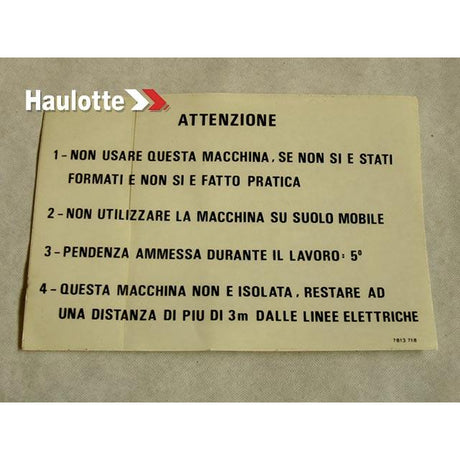 Haulotte
ATTENZIONE
1-NON USARE QUESTA MACCHINA, SE NON SI E STATI
FORMATI E NON SI E FATTO PRATICA
2-NON UTILIZZARE LA MACCHINA SU SUOLO MOBILE
3-PENDENZA AMMESSA DURANTE IL LAVORO: 5º
4-QUESTA MACCHINA NON E ISOLATA, RESTARE AD
UNA DISTANZA DI PIU DI 3m DALLE LINEE ELETTRICHE
7813 718